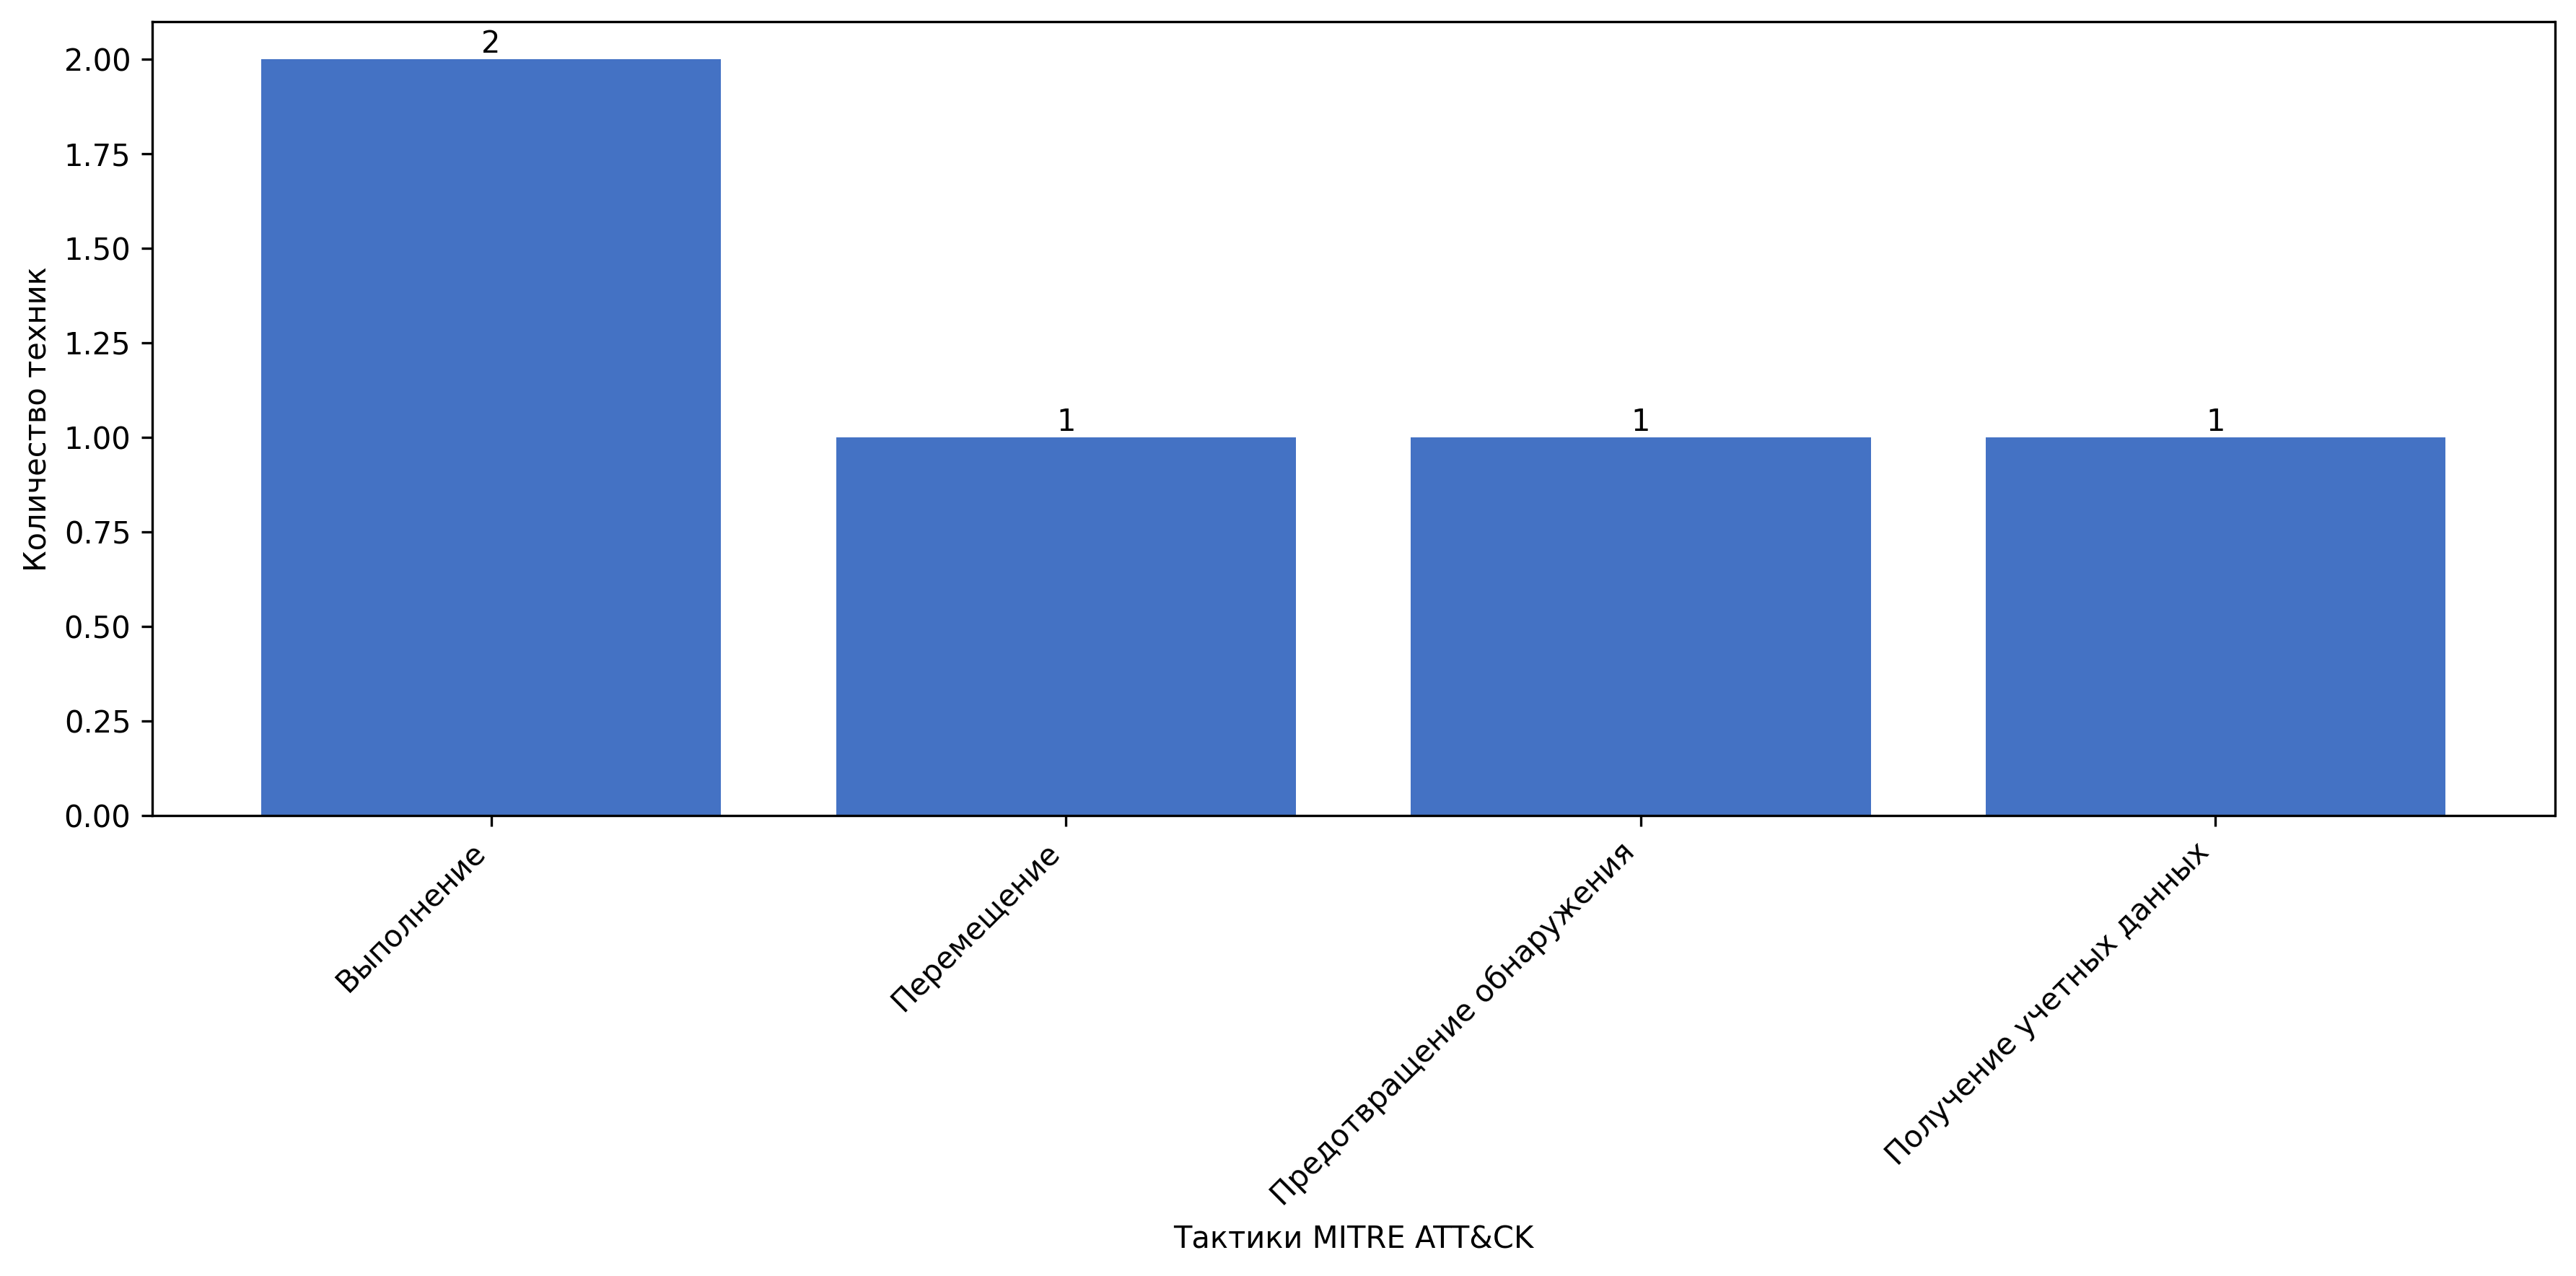 Количество техник
2.00
1.75
1.50
1.25
1.00
0.75
0.50
0.25
0.00
2
1
1
1
Выполнение
Перемещение
Предотвращение обнаружения
Получение учетных данных
Тактики MITRE ATT&CK